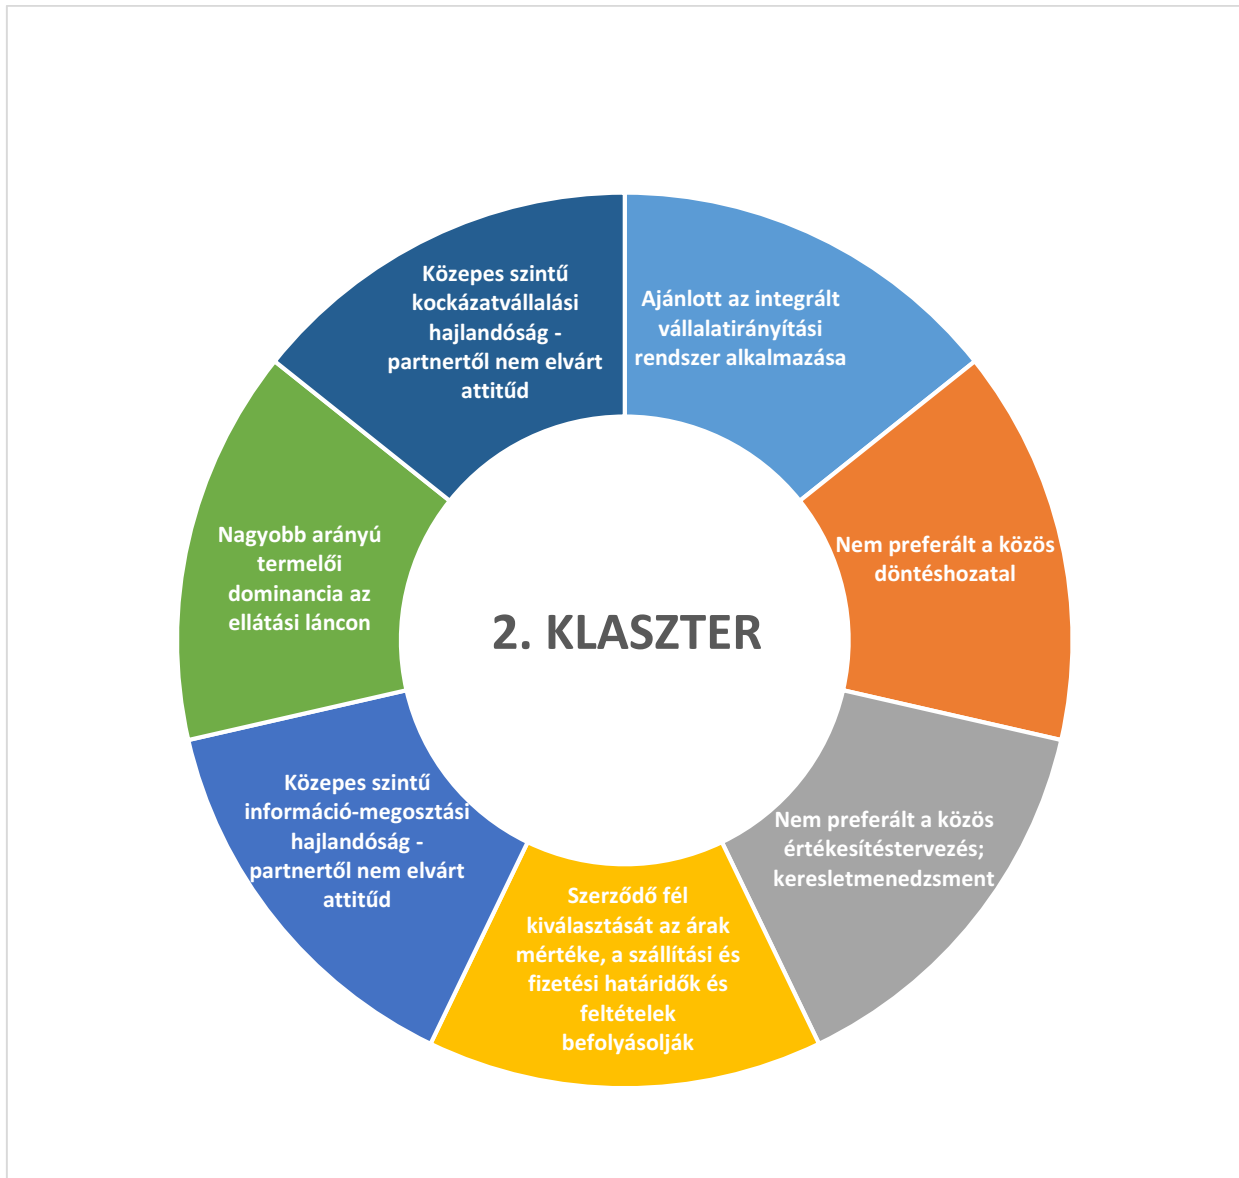 Ajánlott az integrált
vállalatirányítási
rendszer alkalmazása
Nem preferált a közös
döntéshozatal
Nem preferált a közös
értékesítéstervezés;
keresletmenedzsment
Szerződő fél
kiválasztását az árak
mértéke, a szállítási és
fizetési határidők és
feltételek
befolyásolják
Közepes szintű
információ-megosztási
hajlandóság -
partnertől nem elvárt
attitűd
Nagyobb arányú
termelői
dominancia az
ellátási láncon
Közepes szintű
kockázatvállalási
hajlandóság -
partnertől nem elvárt
attitűd
2. KLASZTER